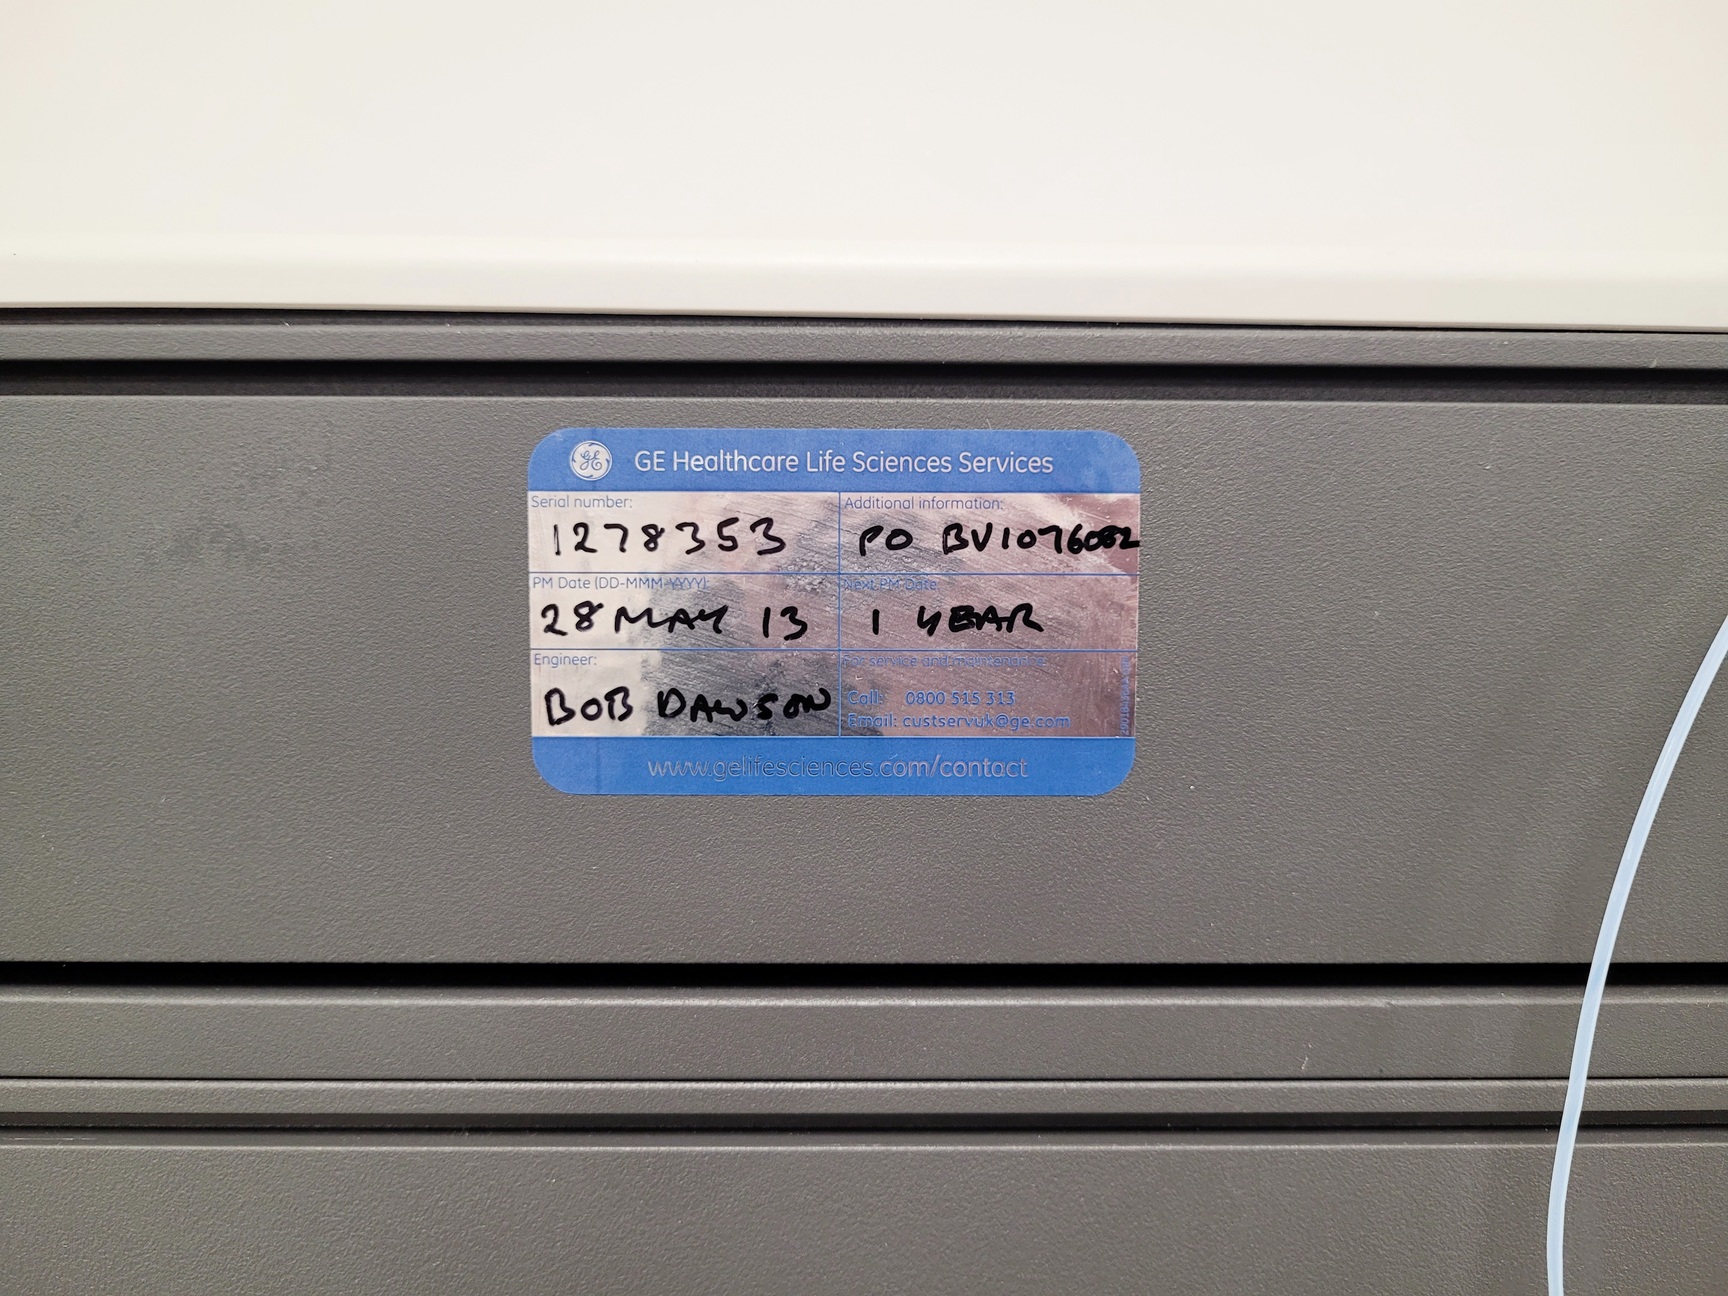 GE GE Healthcare Life Sciences Services
Serial number:
1278353
Additional information:
PO BV1076082
PM Date (DD-MMM-YYYY):
28 MAY 13
Next PM Date:
1 YEAR
Engineer:
BOB DAWSON
For service and maintenance
Call: 0800 515 313
Email: custservuk@ge.com
www.gelifesciences.com/contact